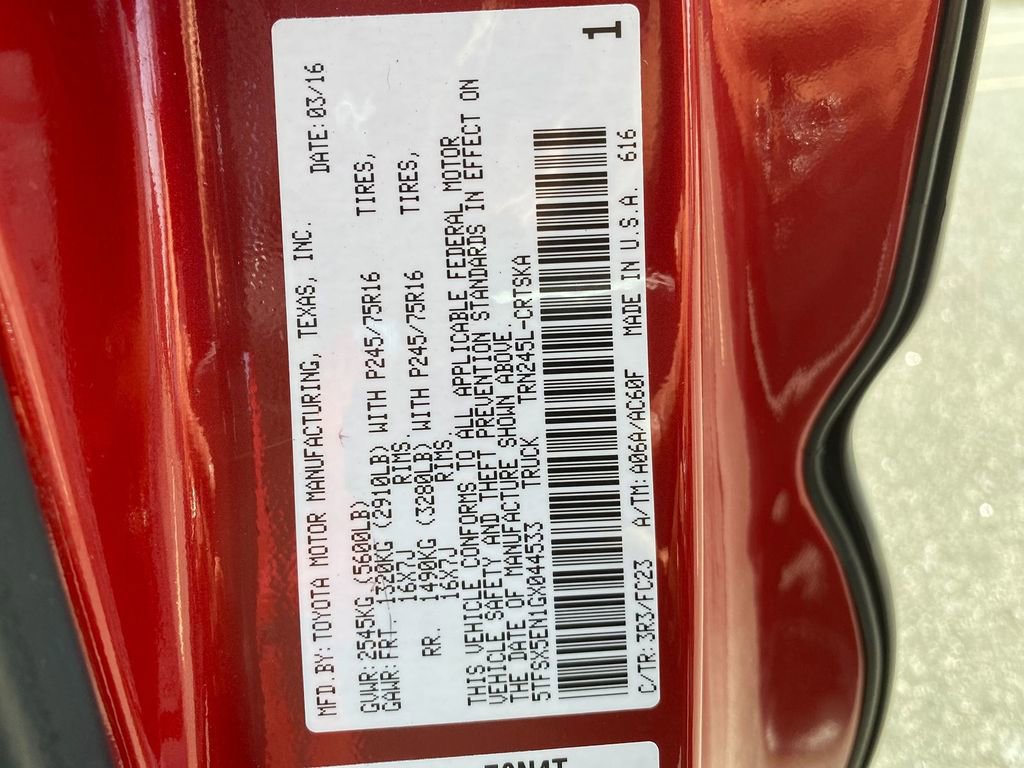 MFD.BY:TOYOTA MOTOR MANUFACTURING, TEXAS, INC. DATE:03/16
GVWR:2545KG (5600LB)
GAWR:FRT. 1320KG (2910LB) WITH P245/75R16 TIRES,
16X7J RIMS.
RR. 1490KG (3280LB) WITH P245/75R16 TIRES,
16X7J RIMS.
THIS VEHICLE CONFORMS TO ALL APPLICABLE FEDERAL MOTOR
VEHICLE SAFETY AND THEFT PREVENTION STANDARDS IN EFFECT ON
THE DATE OF MANUFACTURE SHOWN ABOVE.
5TFSX5EN1GX044533 TRUCK TRN245L-CRTSKA
C/TR:3R3/FC23 A/TM:A06A/AC60F MADE IN U.S.A. 616
1